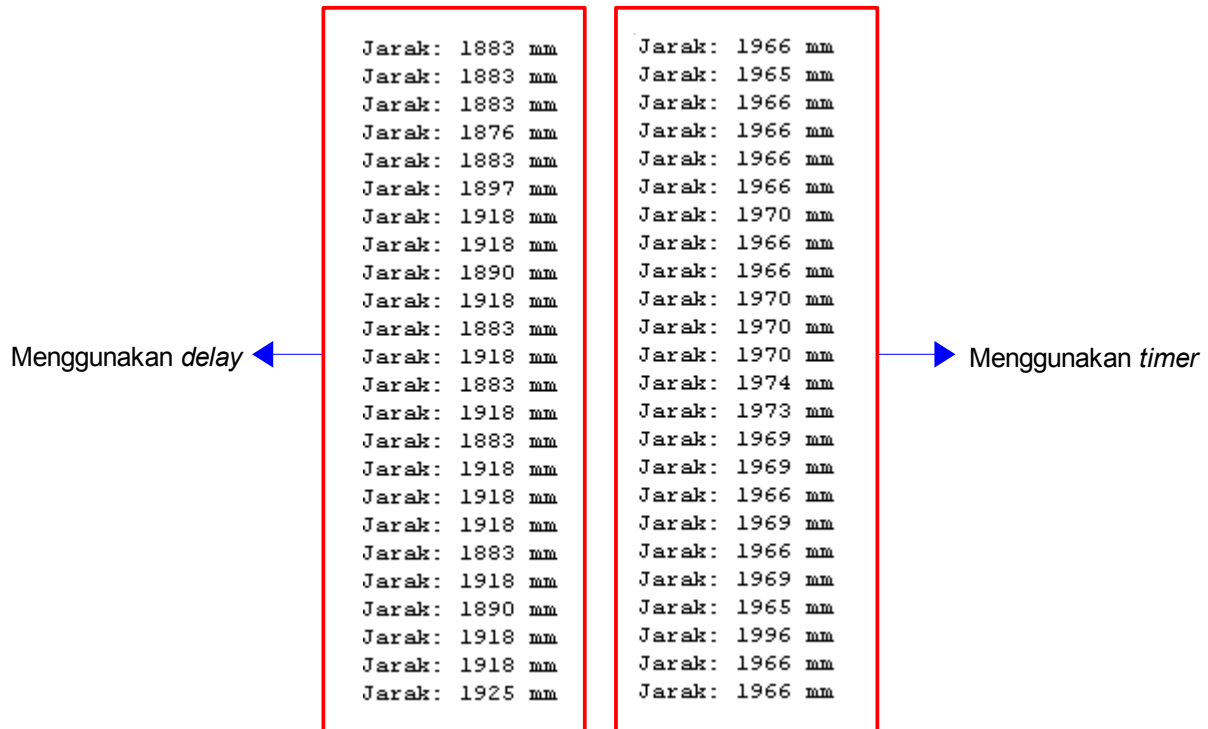 Menggunakan delay
Jarak: 1883 mm
Jarak: 1883 mm
Jarak: 1883 mm
Jarak: 1876 mm
Jarak: 1883 mm
Jarak: 1897 mm
Jarak: 1918 mm
Jarak: 1918 mm
Jarak: 1890 mm
Jarak: 1918 mm
Jarak: 1883 mm
Jarak: 1918 mm
Jarak: 1883 mm
Jarak: 1918 mm
Jarak: 1883 mm
Jarak: 1918 mm
Jarak: 1918 mm
Jarak: 1918 mm
Jarak: 1883 mm
Jarak: 1918 mm
Jarak: 1890 mm
Jarak: 1918 mm
Jarak: 1918 mm
Jarak: 1925 mm
Jarak: 1966 mm
Jarak: 1965 mm
Jarak: 1966 mm
Jarak: 1966 mm
Jarak: 1966 mm
Jarak: 1966 mm
Jarak: 1970 mm
Jarak: 1966 mm
Jarak: 1966 mm
Jarak: 1970 mm
Jarak: 1970 mm
Jarak: 1970 mm
Jarak: 1974 mm
Jarak: 1973 mm
Jarak: 1969 mm
Jarak: 1969 mm
Jarak: 1966 mm
Jarak: 1969 mm
Jarak: 1966 mm
Jarak: 1969 mm
Jarak: 1965 mm
Jarak: 1996 mm
Jarak: 1966 mm
Jarak: 1966 mm
Menggunakan timer